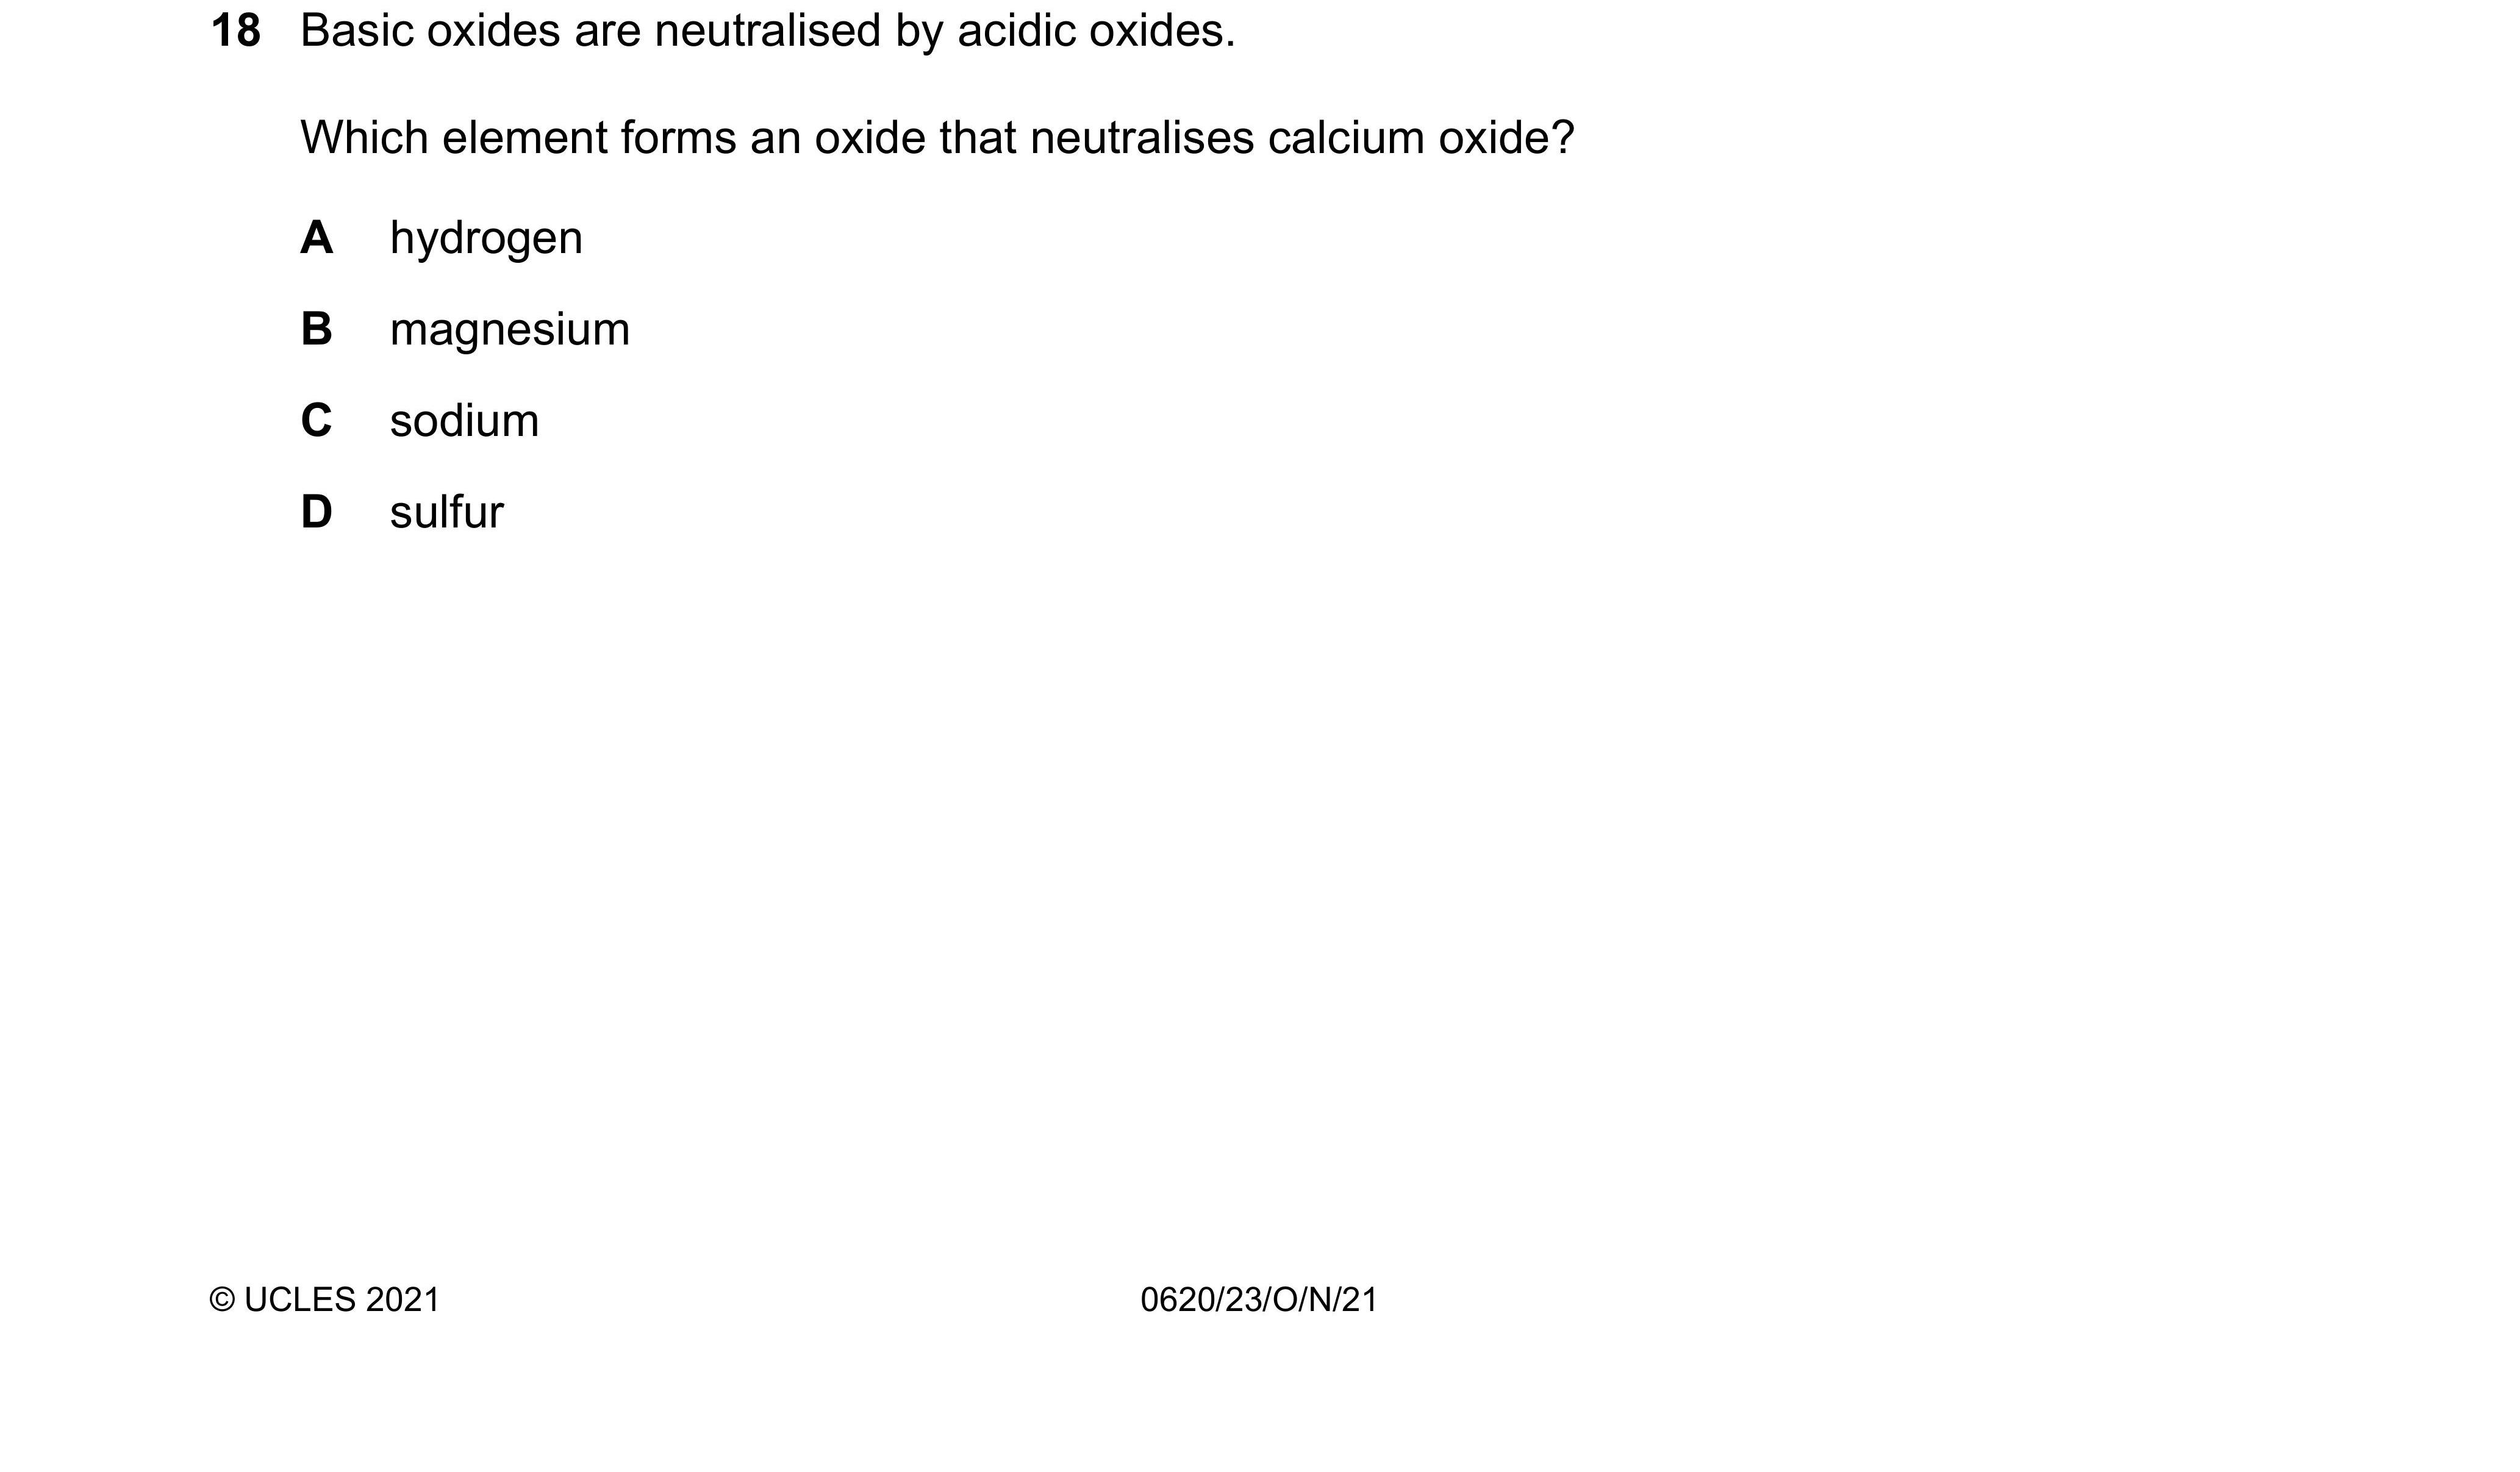 18 Basic oxides are neutralised by acidic oxides.
Which element forms an oxide that neutralises calcium oxide?
A hydrogen
B magnesium
C sodium
D sulfur
© UCLES 2021 0620/23/O/N/21